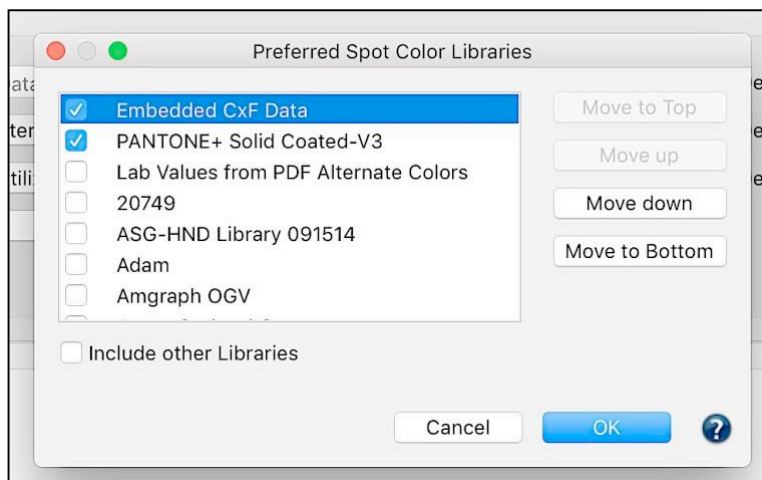 Preferred Spot Color Libraries
Embedded CxF Data
PANTONE+ Solid Coated-V3
Lab Values from PDF Alternate Colors
20749
ASG-HND Library 091514
Adam
Amgraph OGV
Move to Top
Move up
Move down
Move to Bottom
Include other Libraries
Cancel
OK
?